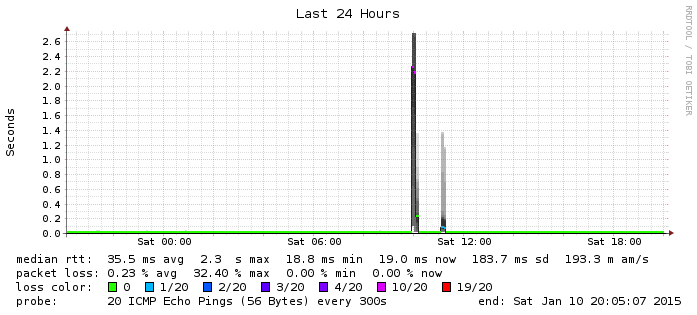 Last 24 Hours
RRDTOOL / TOBI OETIKER
Seconds
2.6
2.4
2.2
2.0
1.8
1.6
1.4
1.2
1.0
0.8
0.6
0.4
0.2
0.0
Sat 00:00 Sat 06:00 Sat 12:00 Sat 18:00
median rtt: 35.5 ms avg 2.3 s max 18.8 ms min 19.0 ms now 183.7 ms sd 193.3 m am/s
packet loss: 0.23 % avg 32.40 % max 0.00 % min 0.00 % now
loss color: 0 1/20 2/20 3/20 4/20 10/20 19/20
probe: 20 ICMP Echo Pings (56 Bytes) every 300s end: Sat Jan 10 20:05:07 2015